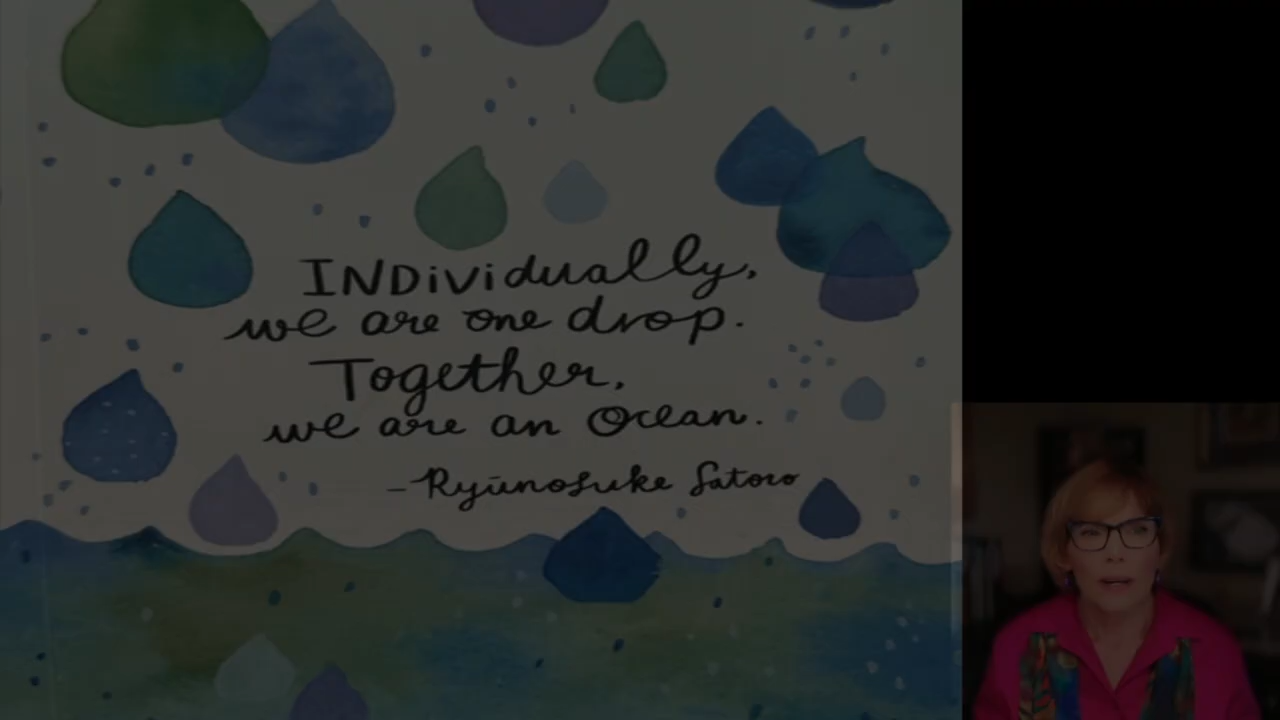 INDiVidually,
we are one drop.
Together,
we are an Ocean.
–Ryūnosuke Satoro